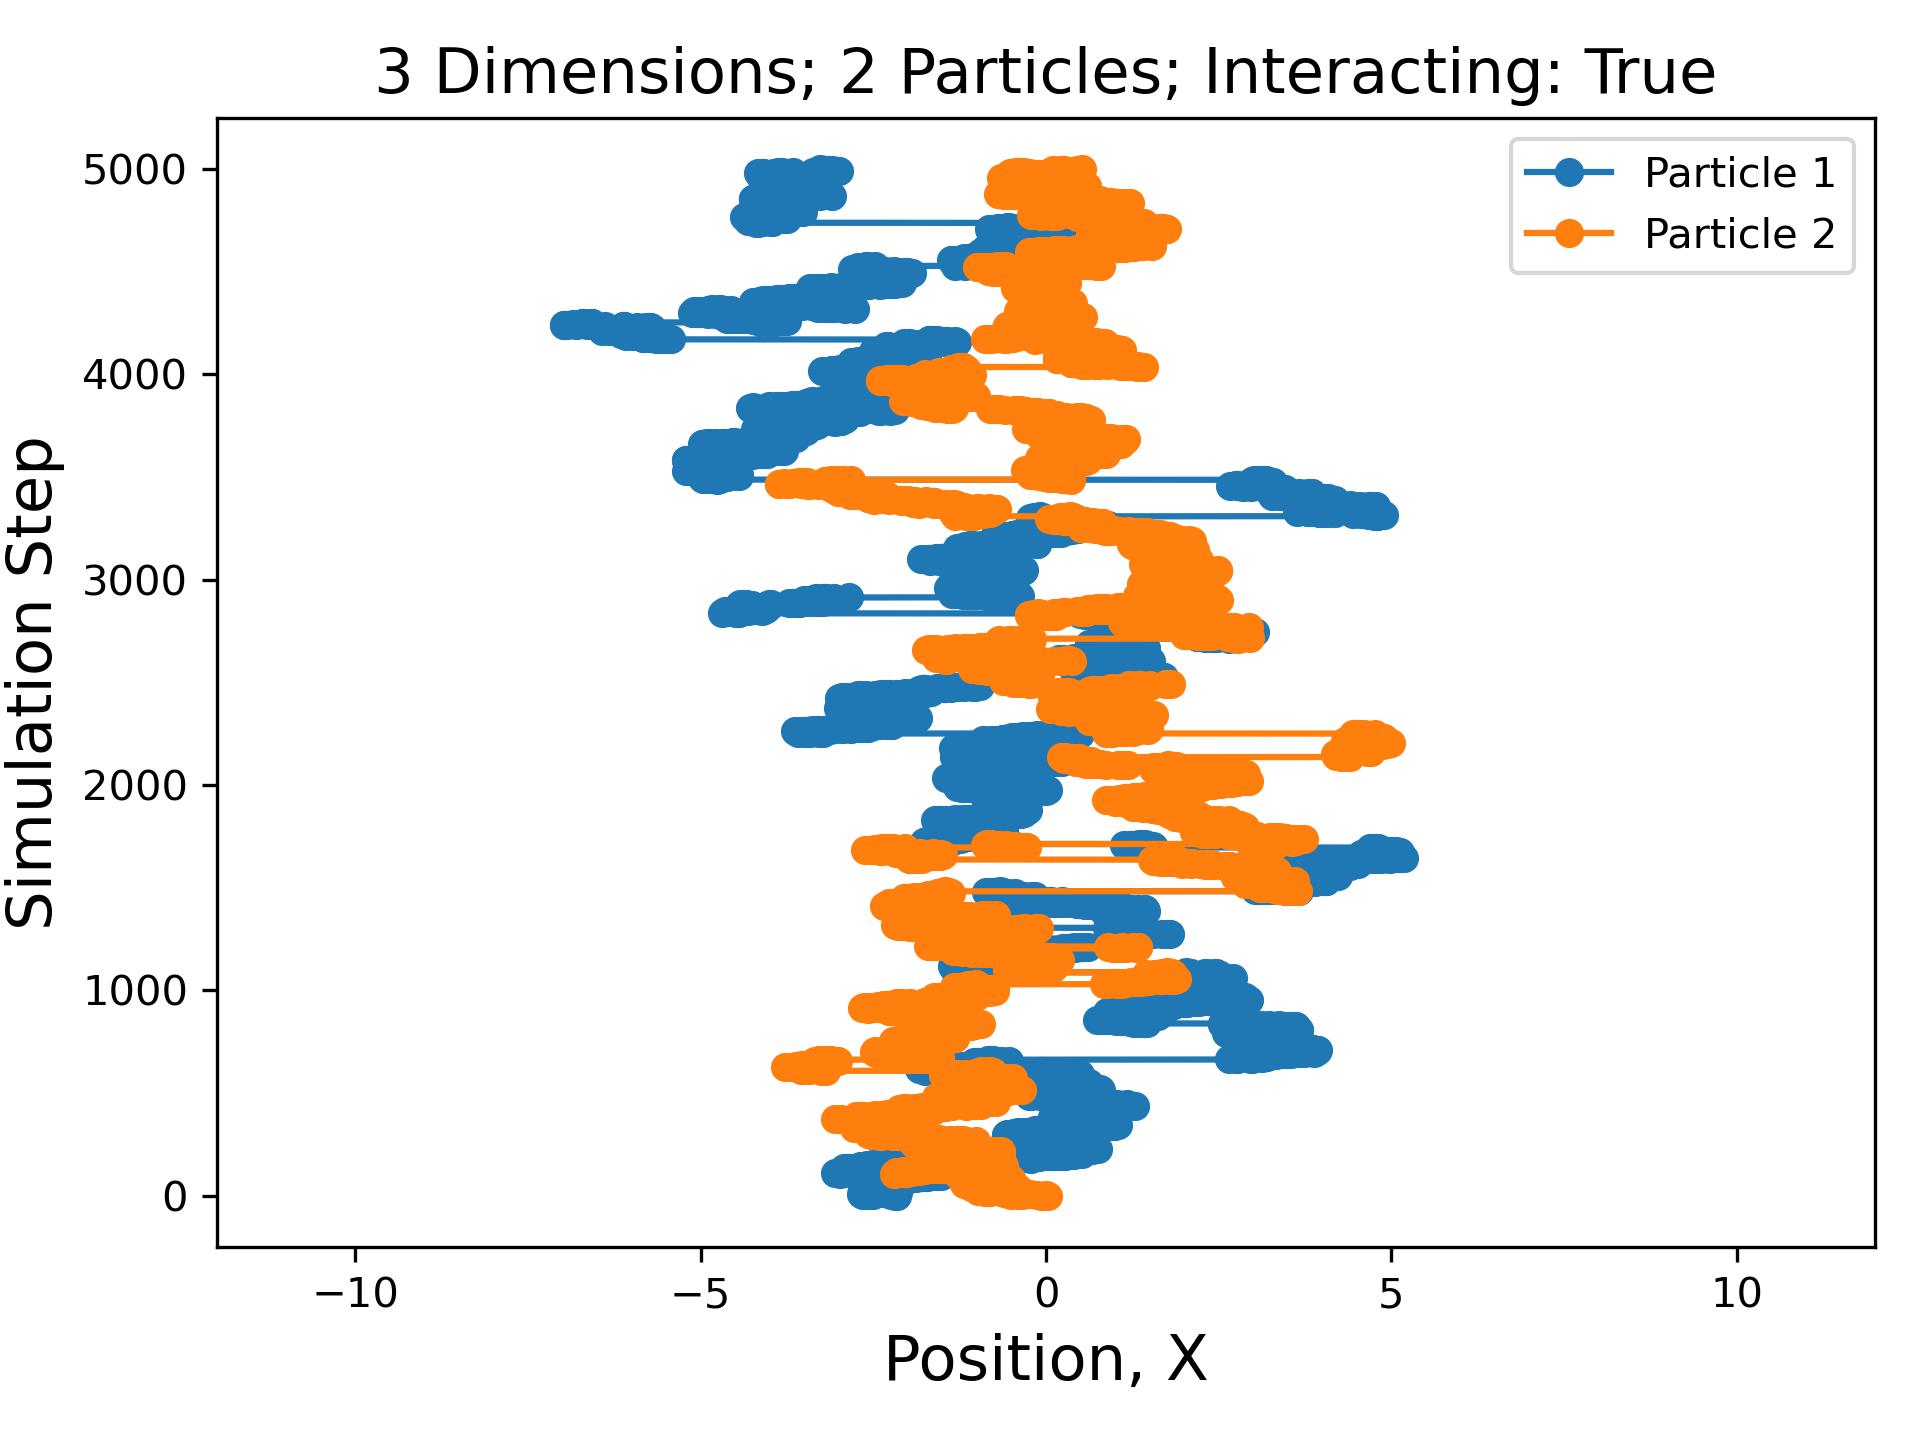 3 Dimensions; 2 Particles; Interacting: True
Particle 1
Particle 2
Simulation Step
5000
4000
3000
2000
1000
0
−10
−5
0
5
10
Position, X